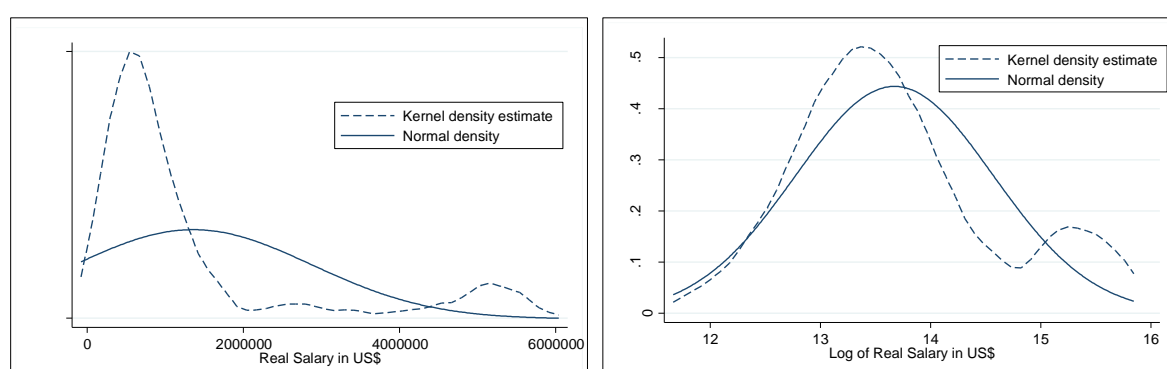 Kernel density estimate
Normal density
0 2000000 4000000 6000000
Real Salary in US$
.5
.4
.3
.2
.1
0
Kernel density estimate
Normal density
12 13 14 15 16
Log of Real Salary in US$